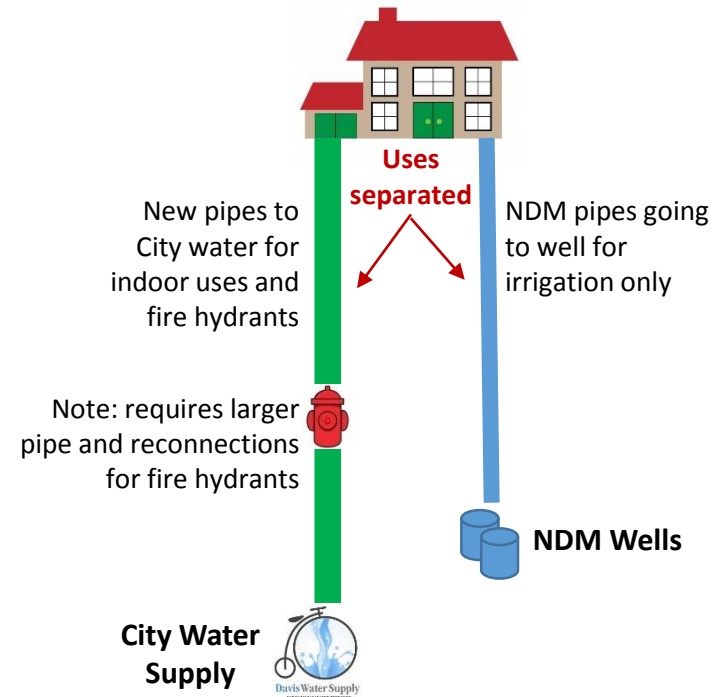 Uses
separated
New pipes to
City water for
indoor uses and
fire hydrants
NDM pipes going
to well for
irrigation only
Note: requires larger
pipe and reconnections
for fire hydrants
NDM Wells
City Water
Supply
Davis Water Supply